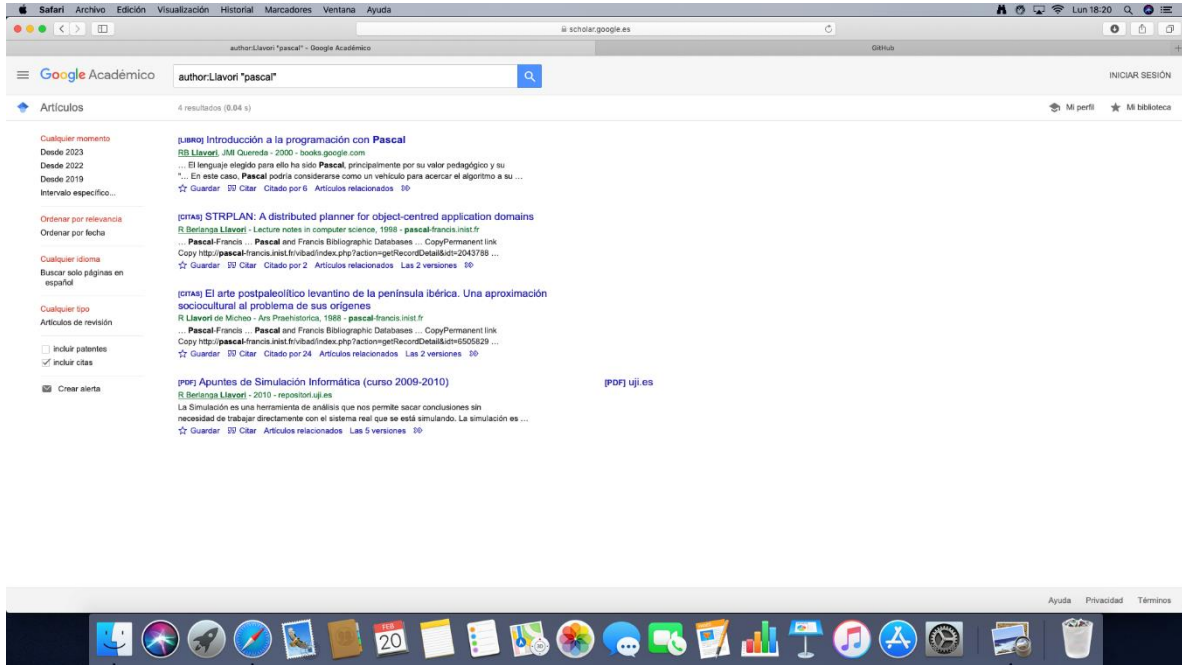 Safari Archivo Edición Visualización Historial Marcadores Ventana Ayuda Lun 18:20
scholar.google.es
author:Llavori "pascal" - Google Académico GitHub
Google Académico author:Llavori "pascal" INICIAR SESIÓN
Artículos 4 resultados (0.04 s) Mi perfil Mi biblioteca
Cualquier momento
Desde 2023
Desde 2022
Desde 2019
Intervalo específico...
Ordenar por relevancia
Ordenar por fecha
Cualquier idioma
Buscar solo páginas en
español
Cualquier tipo
Artículos de revisión
incluir patentes
incluir citas
Crear alerta
[LIBRO] Introducción a la programación con Pascal
RB Llavori, JMI Quereda - 2000 - books.google.com
... El lenguaje elegido para ello ha sido Pascal, principalmente por su valor pedagógico y su
"... En este caso, Pascal podría considerarse como un vehículo para acercar el algoritmo a su ...
Guardar Citar Citado por 6 Artículos relacionados
[CITAS] STRPLAN: A distributed planner for object-centred application domains
R Berlanga Llavori - Lecture notes in computer science, 1998 - pascal-francis.inist.fr
... Pascal-Francis ... Pascal and Francis Bibliographic Databases ... CopyPermanent link
Copy http://pascal-francis.inist.fr/vibad/index.php?action=getRecordDetail&idt=2043788 ...
Guardar Citar Citado por 2 Artículos relacionados Las 2 versiones
[CITAS] El arte postpaleolítico levantino de la península ibérica. Una aproximación
sociocultural al problema de sus orígenes
R Llavori de Micheo - Ars Praehistorica, 1988 - pascal-francis.inist.fr
... Pascal-Francis ... Pascal and Francis Bibliographic Databases ... CopyPermanent link
Copy http://pascal-francis.inist.fr/vibad/index.php?action=getRecordDetail&idt=6505829 ...
Guardar Citar Citado por 24 Artículos relacionados Las 2 versiones
[PDF] Apuntes de Simulación Informática (curso 2009-2010) [PDF] uji.es
R Berlanga Llavori - 2010 - repositori.uji.es
La Simulación es una herramienta de análisis que nos permite sacar conclusiones sin
necesidad de trabajar directamente con el sistema real que se está simulando. La simulación es ...
Guardar Citar Artículos relacionados Las 5 versiones
Ayuda Privacidad Términos
FEB
20